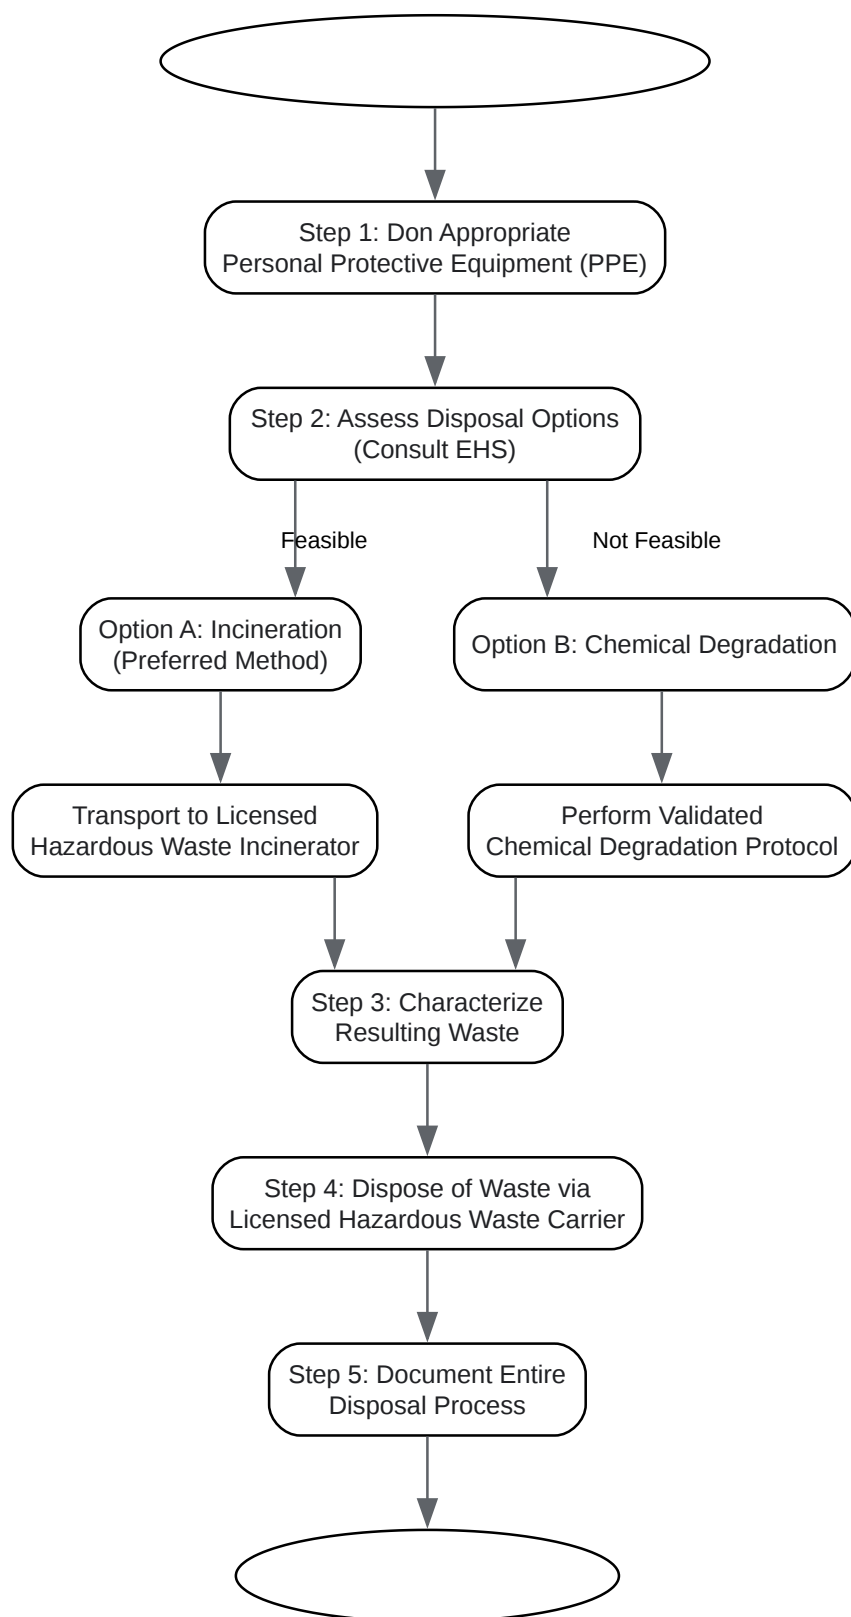 Step 1: Don Appropriate
Personal Protective Equipment (PPE)
Step 2: Assess Disposal Options
(Consult EHS)
Feasible
Not Feasible
Option A: Incineration
(Preferred Method)
Option B: Chemical Degradation
Transport to Licensed
Hazardous Waste Incinerator
Perform Validated
Chemical Degradation Protocol
Step 3: Characterize
Resulting Waste
Step 4: Dispose of Waste via
Licensed Hazardous Waste Carrier
Step 5: Document Entire
Disposal Process